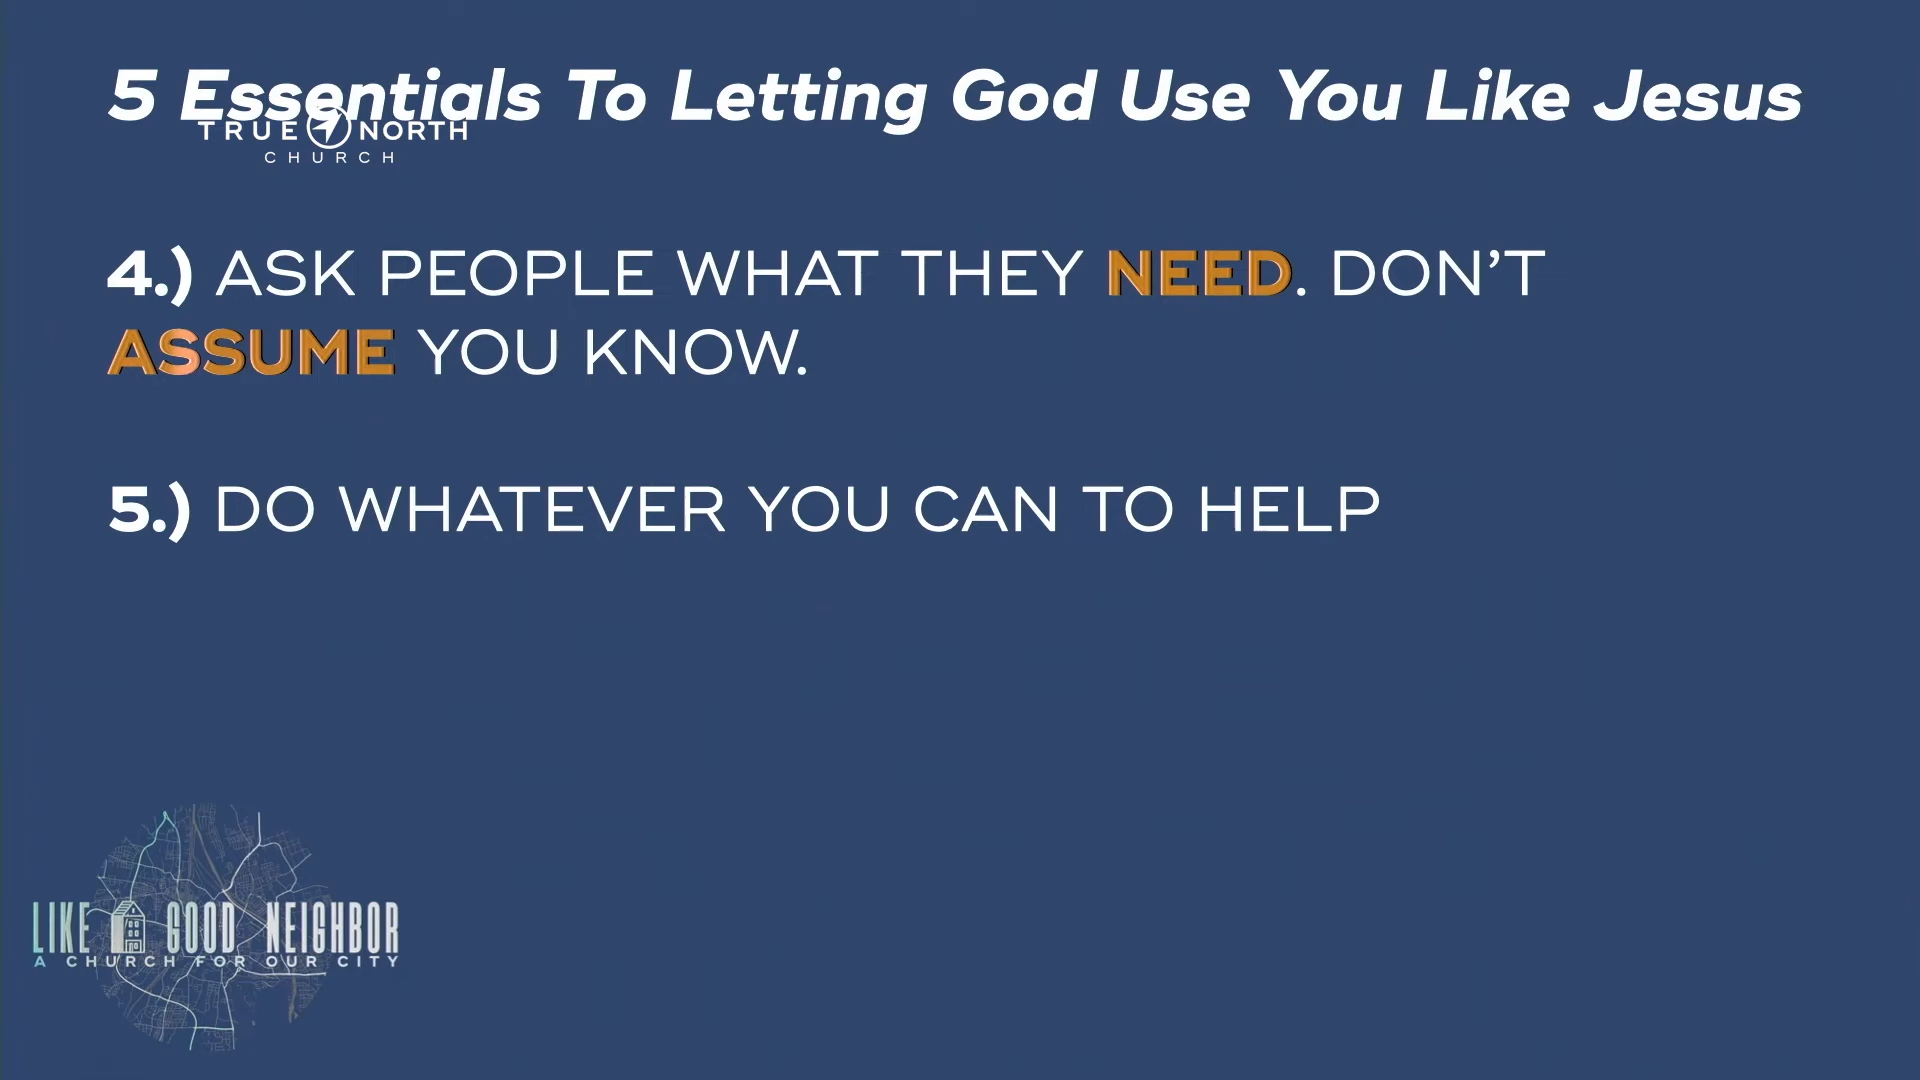 5 Essentials To Letting God Use You Like Jesus
TRUE NORTH
CHURCH
4.) ASK PEOPLE WHAT THEY NEED. DON’T
ASSUME YOU KNOW.
5.) DO WHATEVER YOU CAN TO HELP
LIKE GOOD NEIGHBOR
A CHURCH FOR OUR CITY